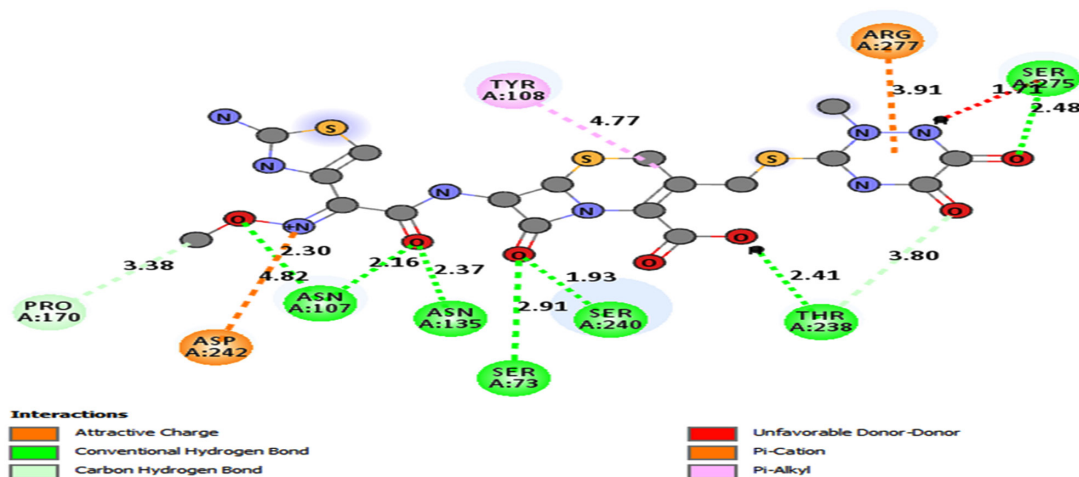 ARG
A:277
SER
A:275
TYR
A:108
3.91
1.71
2.48
4.77
N
S
N
N
S
N
S
N
N
O
N
O
O
N
O
N
O
O
O
2.30
3.38
4.82
2.16
2.37
1.93
2.91
2.41
3.80
PRO
A:170
ASN
A:107
ASN
A:135
SER
A:240
THR
A:238
ASP
A:242
SER
A:73
Interactions
Attractive Charge
Conventional Hydrogen Bond
Carbon Hydrogen Bond
Unfavorable Donor-Donor
Pi-Cation
Pi-Alkyl